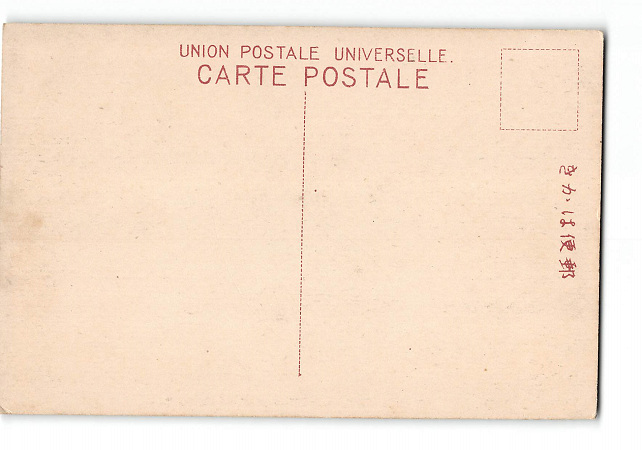 UNION POSTALE UNIVERSELLE.
CARTE POSTALE
きかは便郵